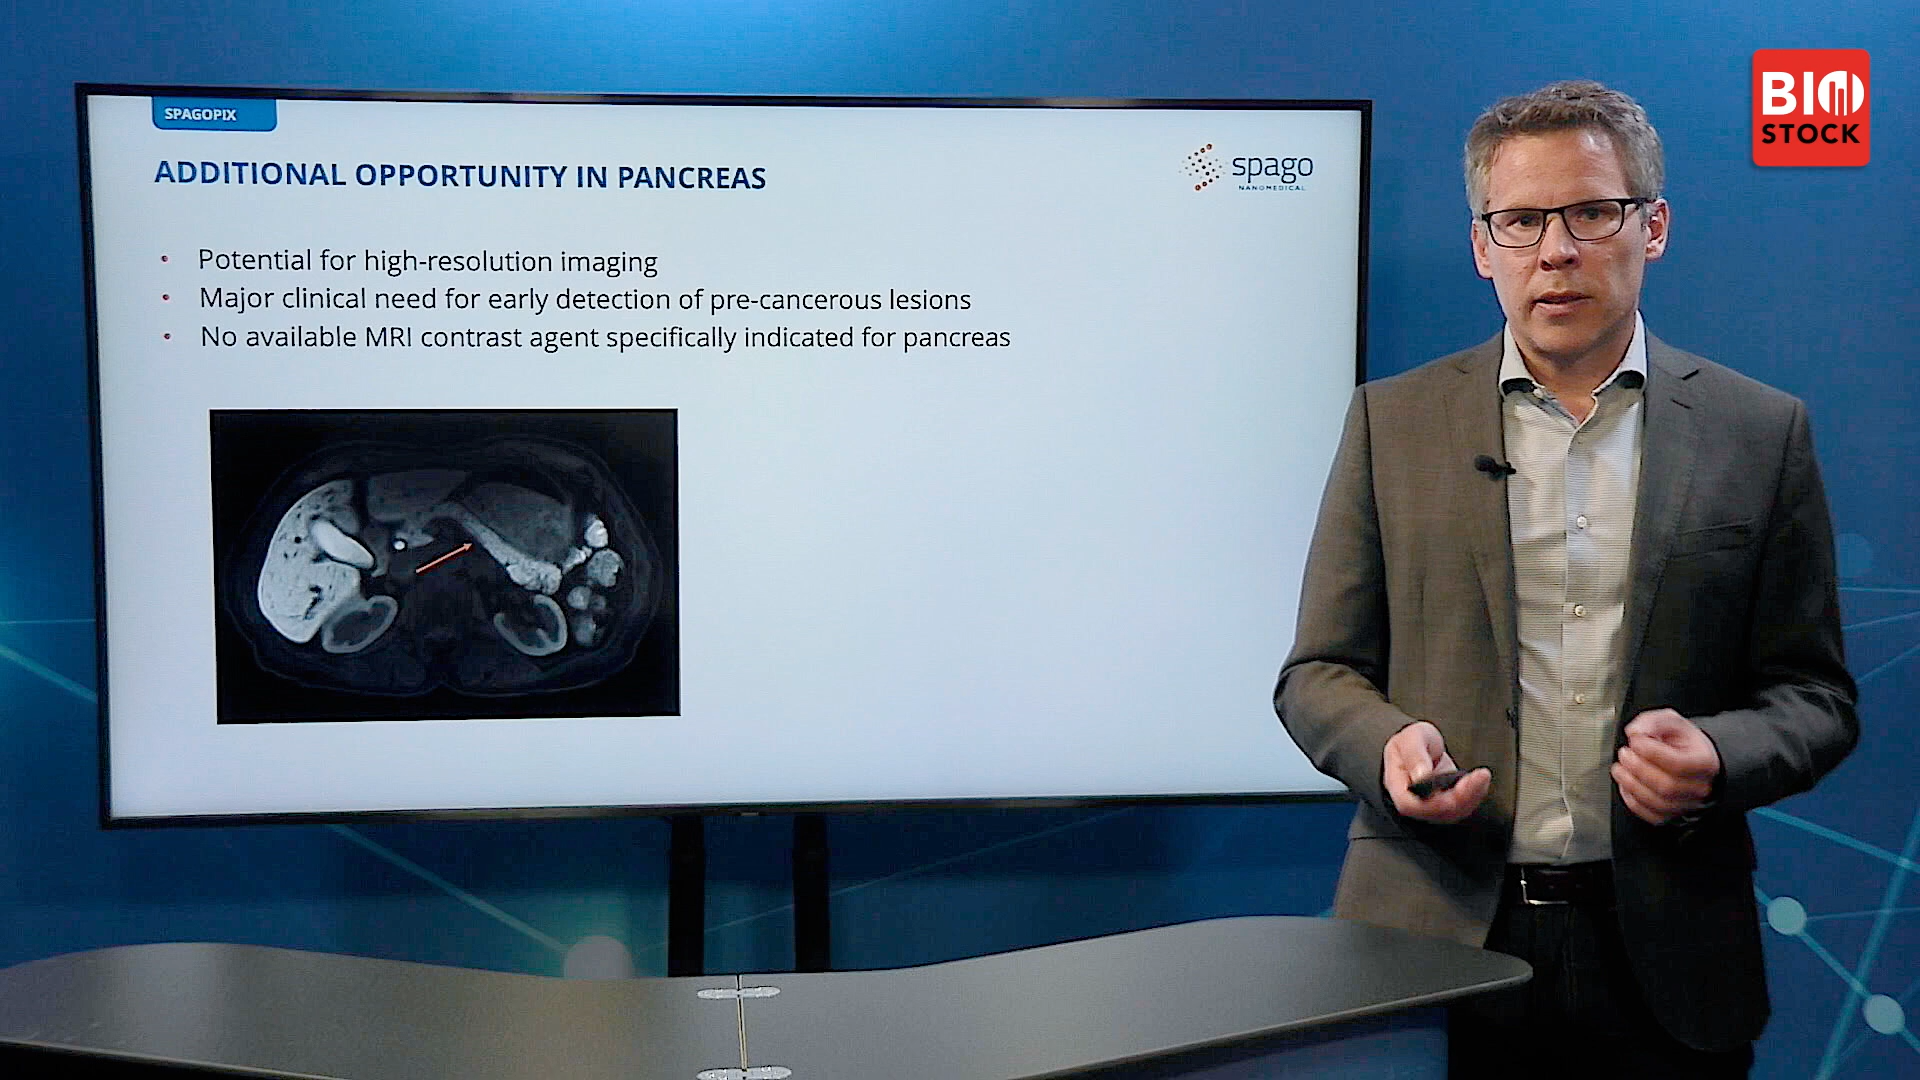 SPAGOPIX
ADDITIONAL OPPORTUNITY IN PANCREAS
spago
NANOMEDICAL
• Potential for high-resolution imaging
• Major clinical need for early detection of pre-cancerous lesions
• No available MRI contrast agent specifically indicated for pancreas
BIO
STOCK